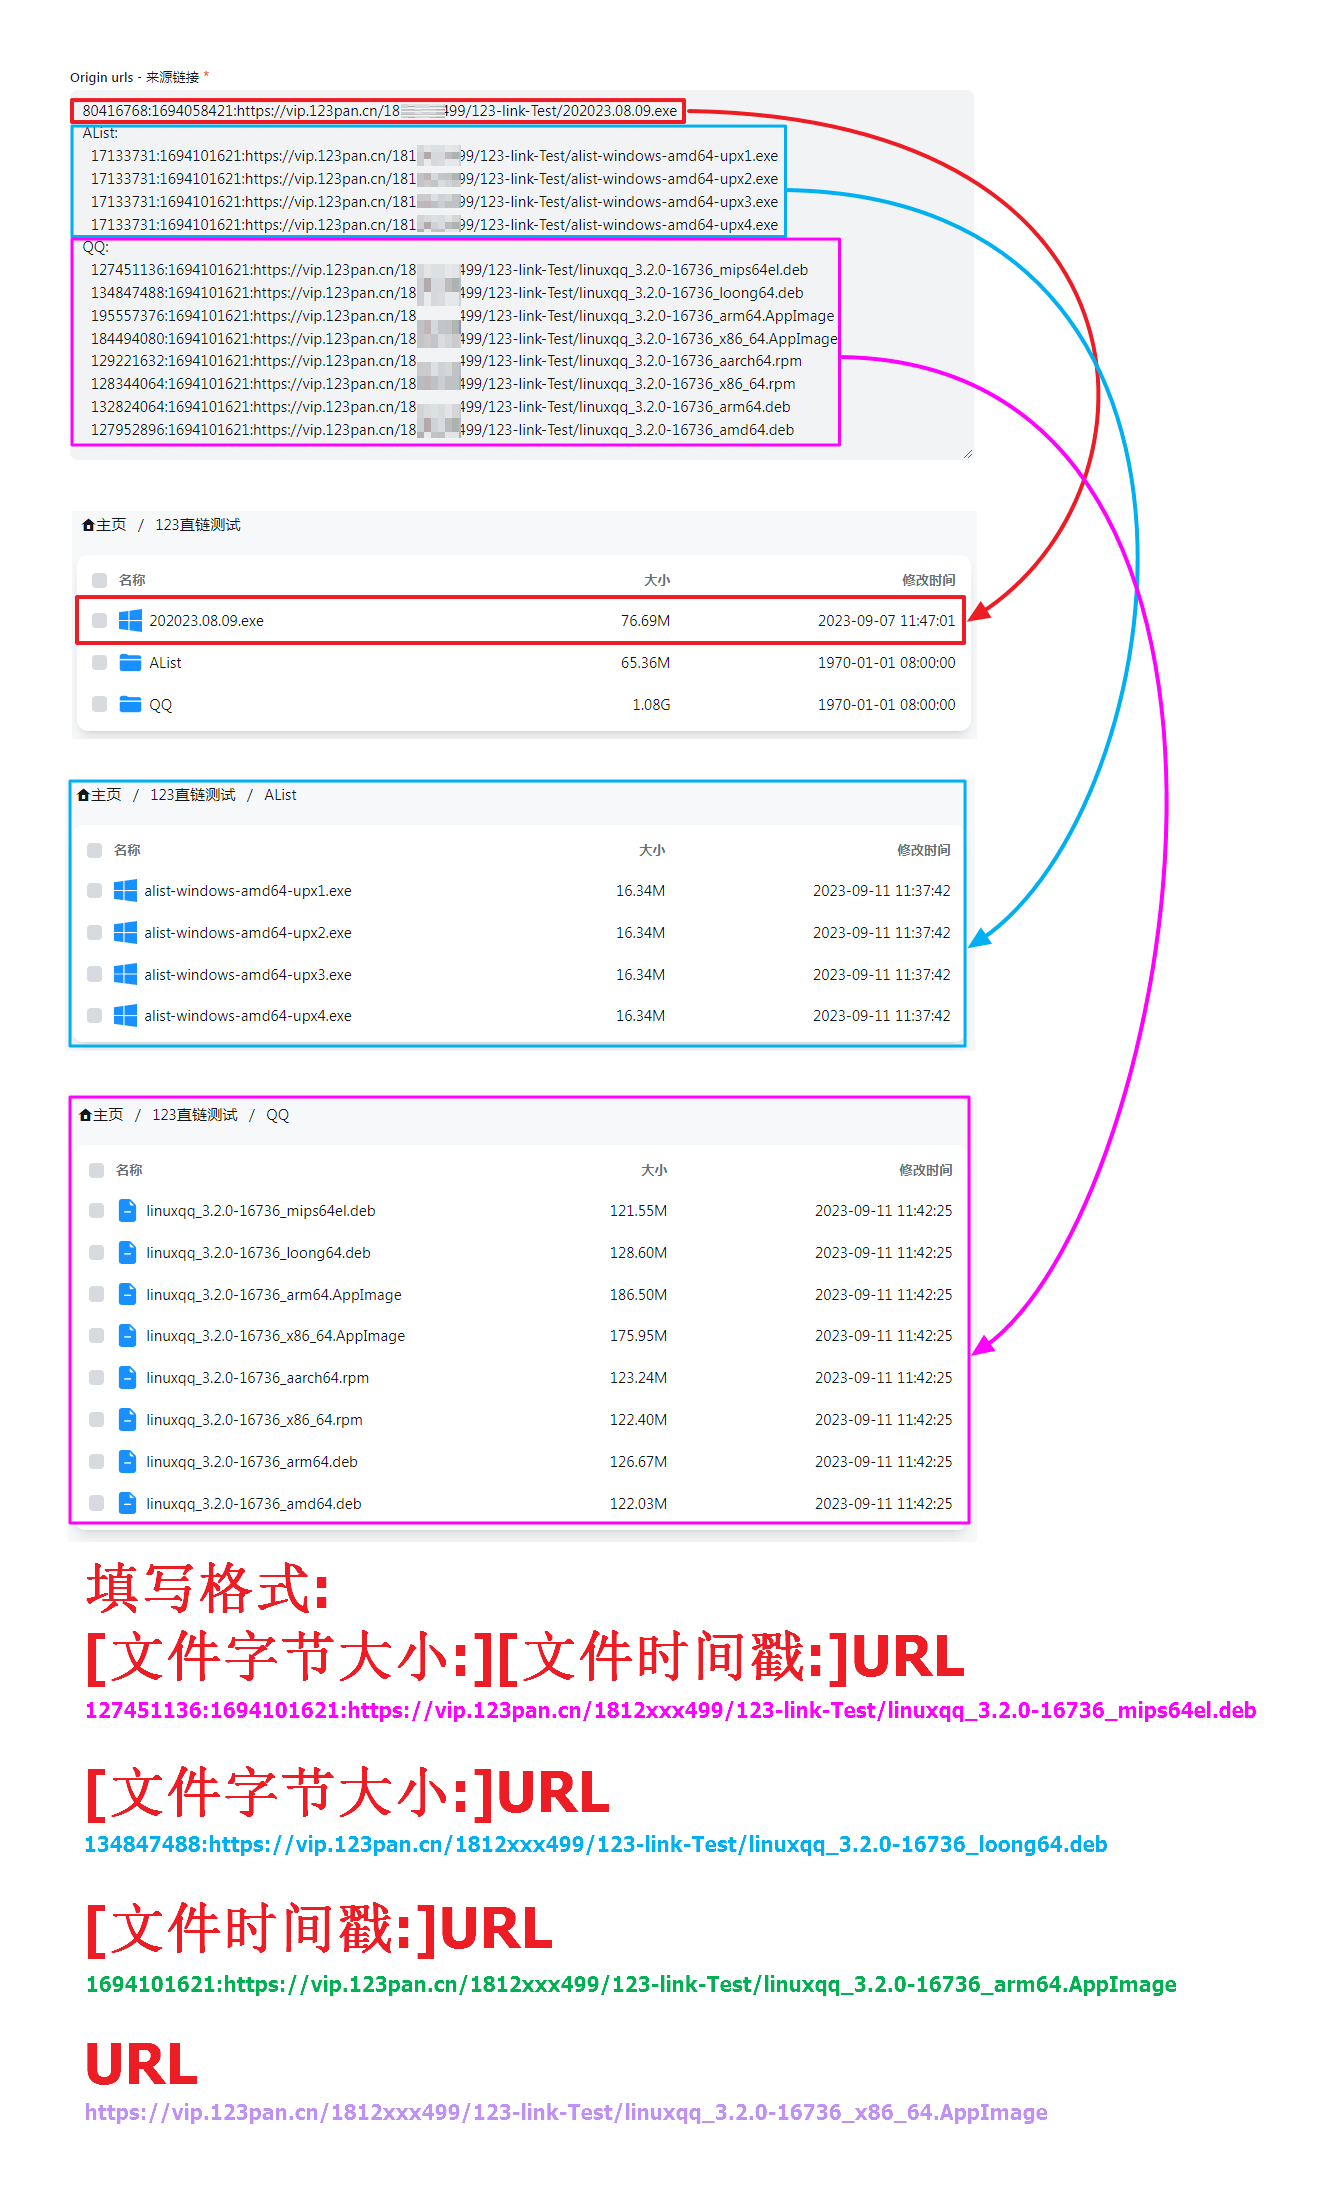 Origin urls - 来源链接 *
80416768:1694058421:https://vip.123pan.cn/18 499/123-link-Test/202023.08.09.exe
AList:
17133731:1694101621:https://vip.123pan.cn/181 99/123-link-Test/alist-windows-amd64-upx1.exe
17133731:1694101621:https://vip.123pan.cn/181 99/123-link-Test/alist-windows-amd64-upx2.exe
17133731:1694101621:https://vip.123pan.cn/181 99/123-link-Test/alist-windows-amd64-upx3.exe
17133731:1694101621:https://vip.123pan.cn/181 99/123-link-Test/alist-windows-amd64-upx4.exe
QQ:
127451136:1694101621:https://vip.123pan.cn/18 499/123-link-Test/linuxqq_3.2.0-16736_mips64el.deb
134847488:1694101621:https://vip.123pan.cn/18 499/123-link-Test/linuxqq_3.2.0-16736_loong64.deb
195557376:1694101621:https://vip.123pan.cn/18 499/123-link-Test/linuxqq_3.2.0-16736_arm64.AppImage
184494080:1694101621:https://vip.123pan.cn/18 499/123-link-Test/linuxqq_3.2.0-16736_x86_64.AppImage
129221632:1694101621:https://vip.123pan.cn/18 499/123-link-Test/linuxqq_3.2.0-16736_aarch64.rpm
128344064:1694101621:https://vip.123pan.cn/18 499/123-link-Test/linuxqq_3.2.0-16736_x86_64.rpm
132824064:1694101621:https://vip.123pan.cn/18 499/123-link-Test/linuxqq_3.2.0-16736_arm64.deb
127952896:1694101621:https://vip.123pan.cn/18 499/123-link-Test/linuxqq_3.2.0-16736_amd64.deb
主页 / 123直链测试
名称 大小 修改时间
202023.08.09.exe 76.69M 2023-09-07 11:47:01
AList 65.36M 1970-01-01 08:00:00
QQ 1.08G 1970-01-01 08:00:00
主页 / 123直链测试 / AList
名称 大小 修改时间
alist-windows-amd64-upx1.exe 16.34M 2023-09-11 11:37:42
alist-windows-amd64-upx2.exe 16.34M 2023-09-11 11:37:42
alist-windows-amd64-upx3.exe 16.34M 2023-09-11 11:37:42
alist-windows-amd64-upx4.exe 16.34M 2023-09-11 11:37:42
主页 / 123直链测试 / QQ
名称 大小 修改时间
linuxqq_3.2.0-16736_mips64el.deb 121.55M 2023-09-11 11:42:25
linuxqq_3.2.0-16736_loong64.deb 128.60M 2023-09-11 11:42:25
linuxqq_3.2.0-16736_arm64.AppImage 186.50M 2023-09-11 11:42:25
linuxqq_3.2.0-16736_x86_64.AppImage 175.95M 2023-09-11 11:42:25
linuxqq_3.2.0-16736_aarch64.rpm 123.24M 2023-09-11 11:42:25
linuxqq_3.2.0-16736_x86_64.rpm 122.40M 2023-09-11 11:42:25
linuxqq_3.2.0-16736_arm64.deb 126.67M 2023-09-11 11:42:25
linuxqq_3.2.0-16736_amd64.deb 122.03M 2023-09-11 11:42:25
填写格式:
[文件字节大小:][文件时间戳:]URL
127451136:1694101621:https://vip.123pan.cn/1812xxx499/123-link-Test/linuxqq_3.2.0-16736_mips64el.deb
[文件字节大小:]URL
134847488:https://vip.123pan.cn/1812xxx499/123-link-Test/linuxqq_3.2.0-16736_loong64.deb
[文件时间戳:]URL
1694101621:https://vip.123pan.cn/1812xxx499/123-link-Test/linuxqq_3.2.0-16736_arm64.AppImage
URL
https://vip.123pan.cn/1812xxx499/123-link-Test/linuxqq_3.2.0-16736_x86_64.AppImage